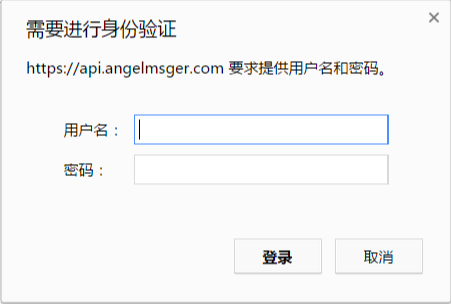 需要进行身份验证
https://api.angelmsger.com 要求提供用户名和密码。
用户名：
密码：
登录 取消